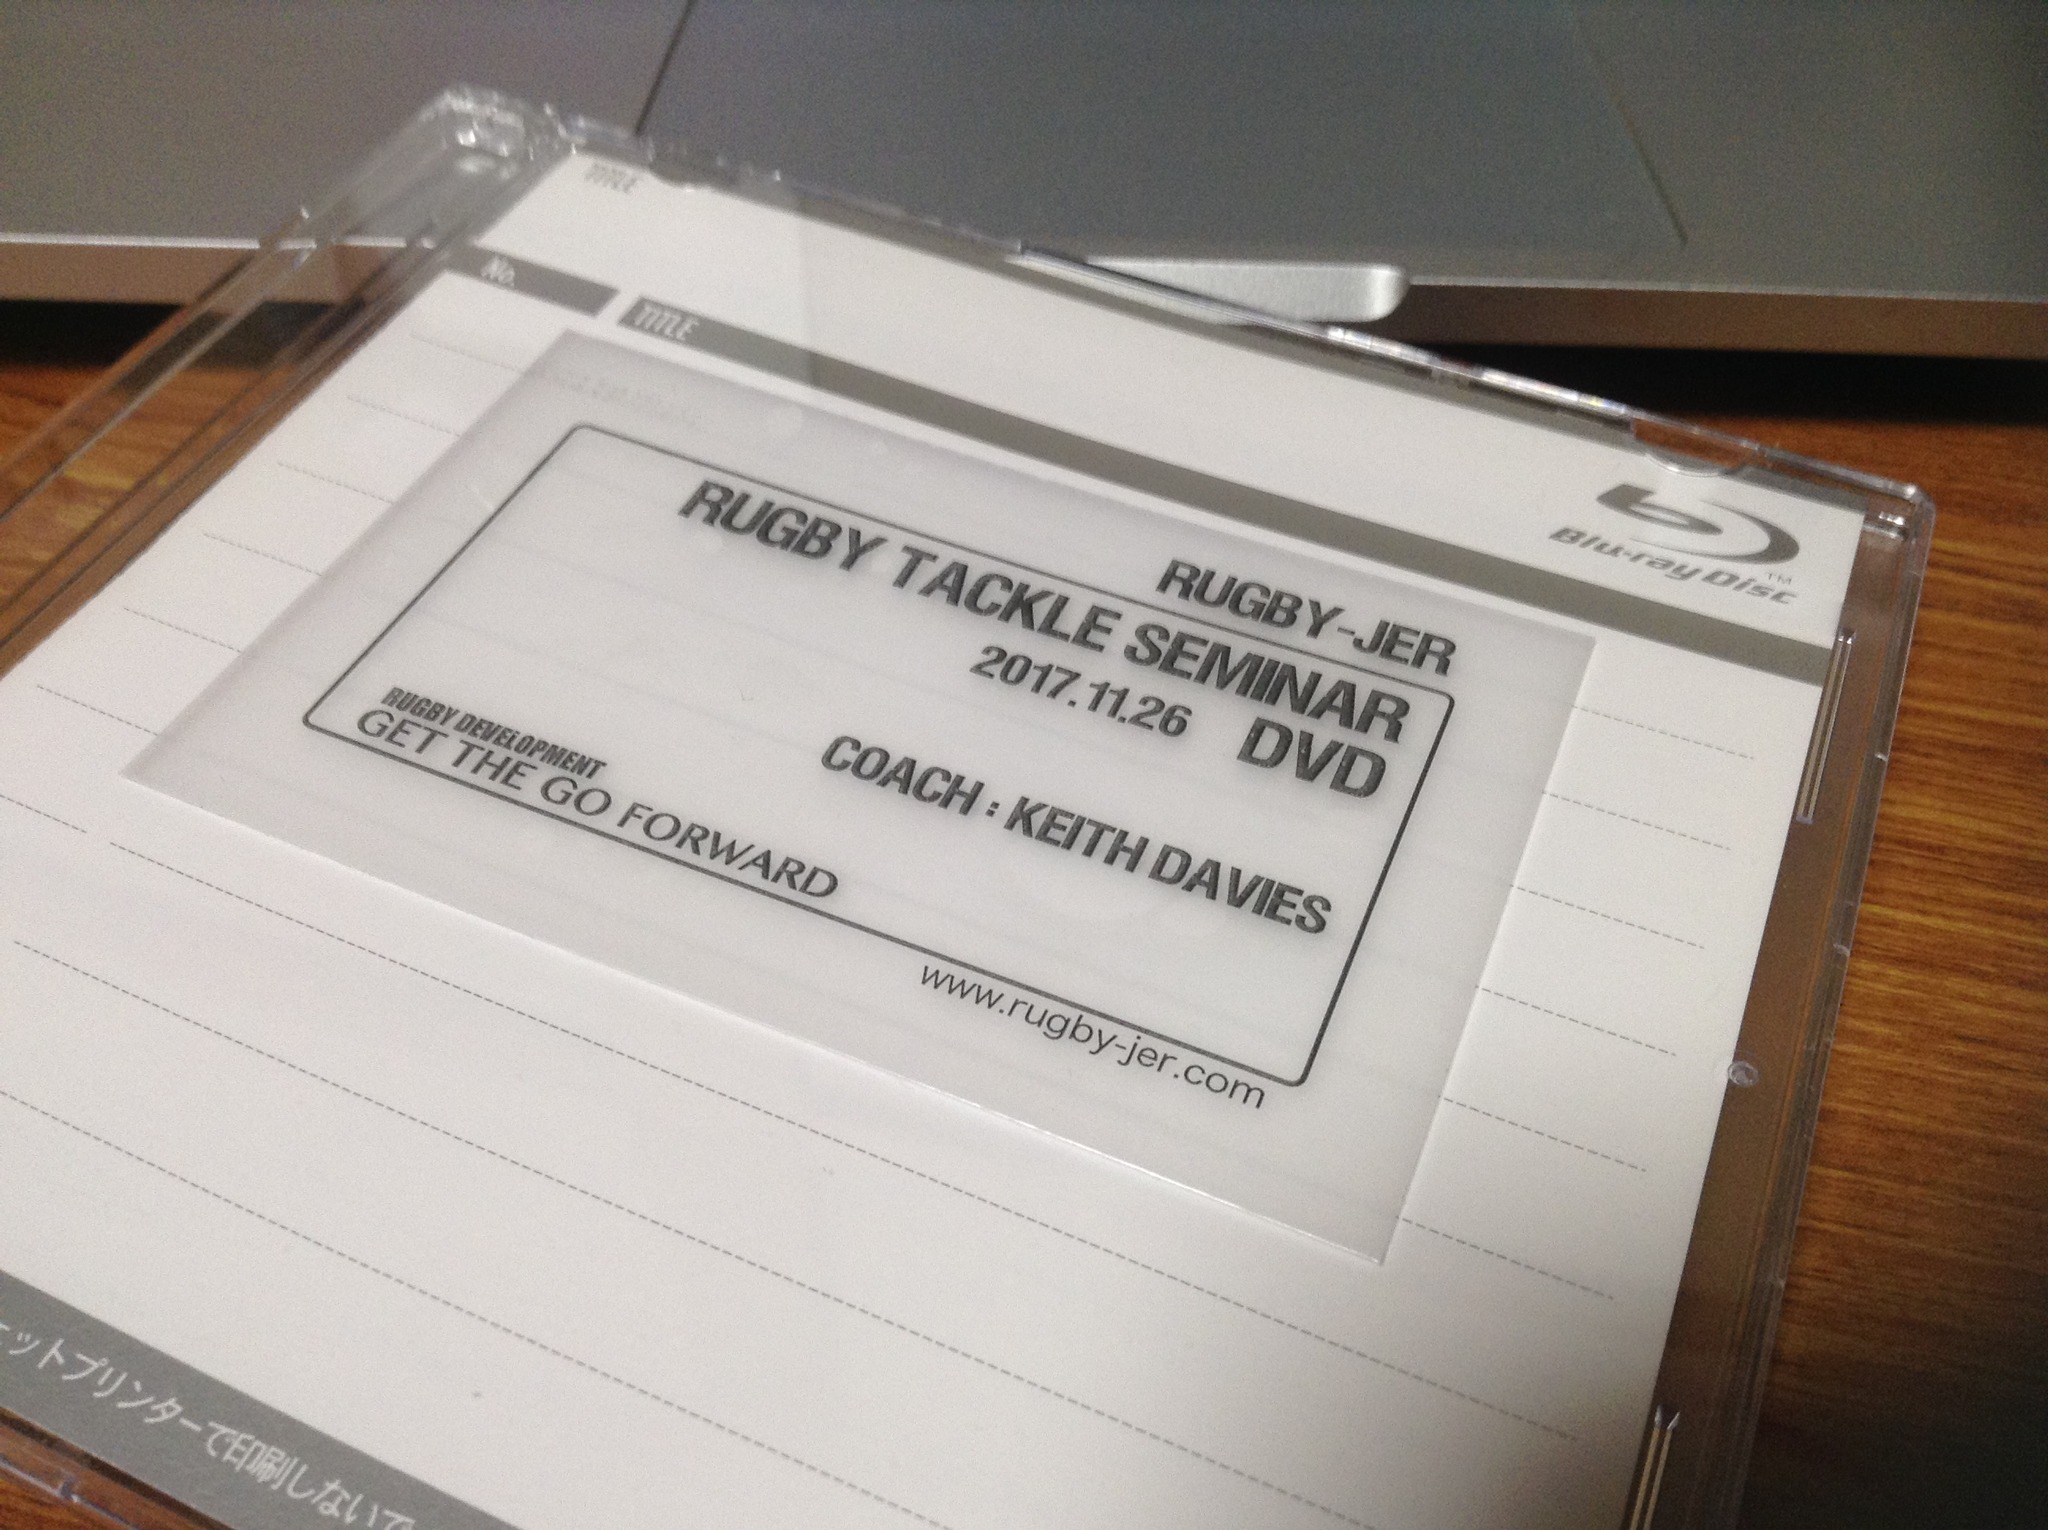 TITLE
No.
TITLE
Blu-ray Disc™
RUGBY-JER
RUGBY TACKLE SEMINAR
2017.11.26 DVD
COACH : KEITH DAVIES
RUGBY DEVELOPMENT
GET THE GO FORWARD
www.rugby-jer.com
ェットプリンターで印刷しないで